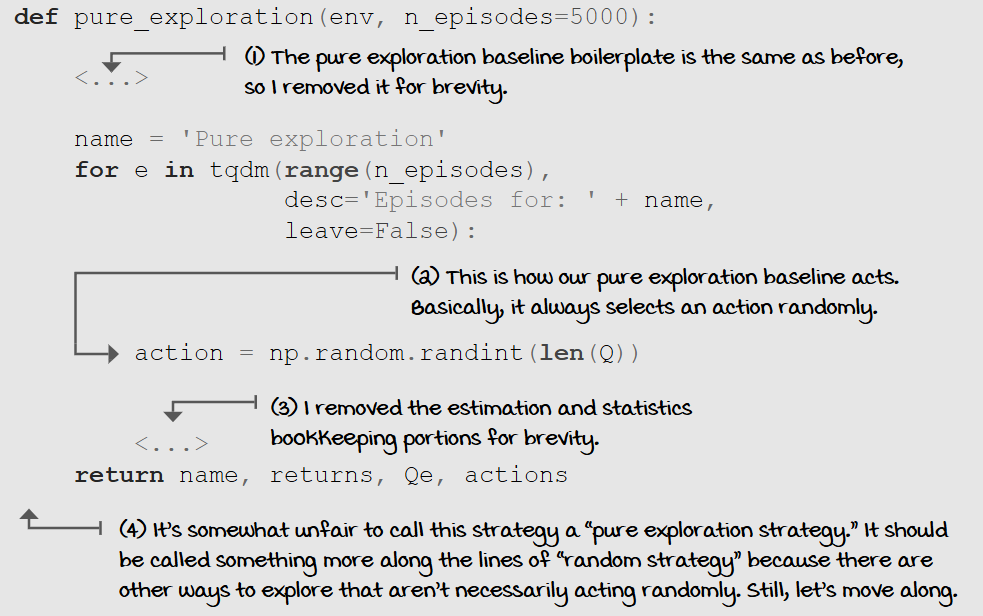 def pure_exploration(env, n_episodes=5000):
(1) The pure exploration baseline boilerplate is the same as before,
<...>
so I removed it for brevity.
name = 'Pure exploration'
for e in tqdm(range(n_episodes),
desc='Episodes for: ' + name,
leave=False):
(2) This is how our pure exploration baseline acts.
Basically, it always selects an action randomly.
action = np.random.randint(len(Q))
(3) I removed the estimation and statistics
bookkeeping portions for brevity.
<...>
return name, returns, Qe, actions
(4) It's somewhat unfair to call this strategy a “pure exploration strategy.” It should
be called something more along the lines of “random strategy” because there are
other ways to explore that aren't necessarily acting randomly. Still, let's move along.